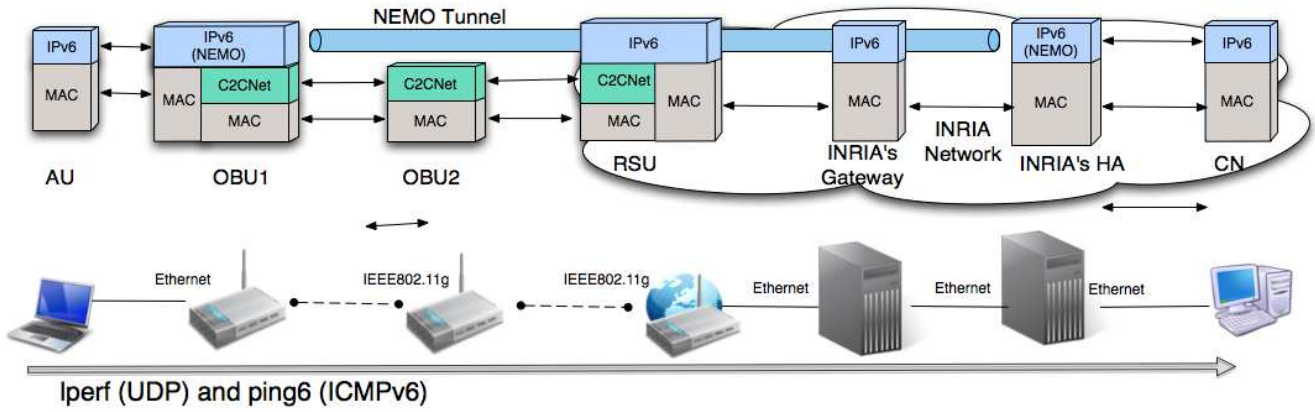 NEMO Tunnel
IPv6
MAC
IPv6
(NEMO)
MAC
C2CNet
MAC
C2CNet
MAC
IPv6
C2CNet
MAC
MAC
IPv6
MAC
IPv6
(NEMO)
MAC
IPv6
MAC
AU
OBU1
OBU2
RSU
INRIA's
Gateway
INRIA
Network
INRIA's HA
CN
Ethernet
IEEE802.11g
IEEE802.11g
Ethernet
Ethernet
Ethernet
Iperf (UDP) and ping6 (ICMPv6)